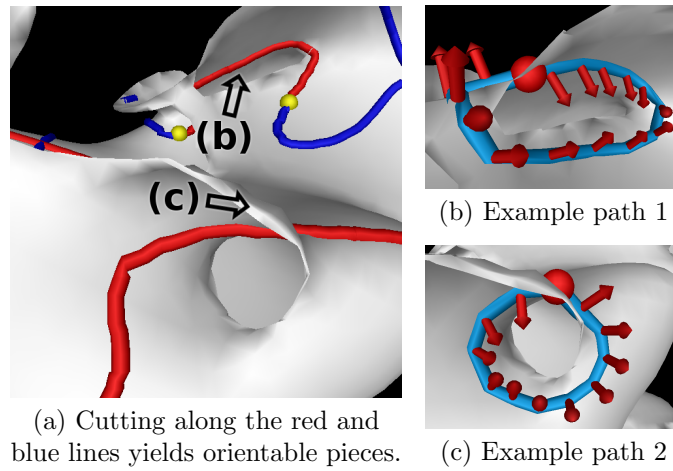 (b)
(c)
(a) Cutting along the red and
blue lines yields orientable pieces.
(b) Example path 1
(c) Example path 2